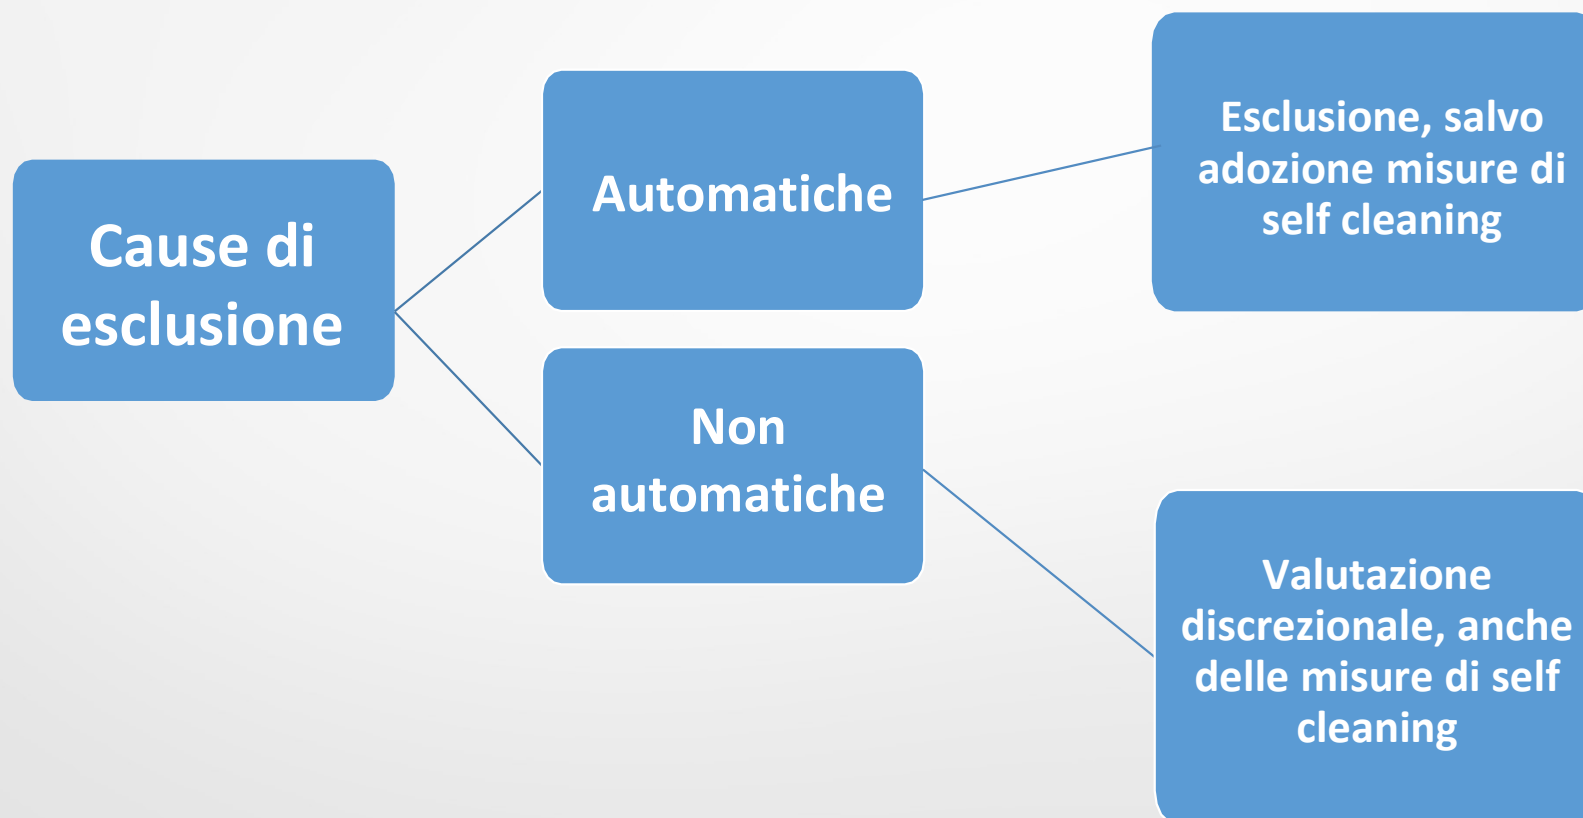 Cause di
esclusione
Automatiche
Non
automatiche
Esclusione, salvo
adozione misure di
self cleaning
Valutazione
discrezionale, anche
delle misure di self
cleaning